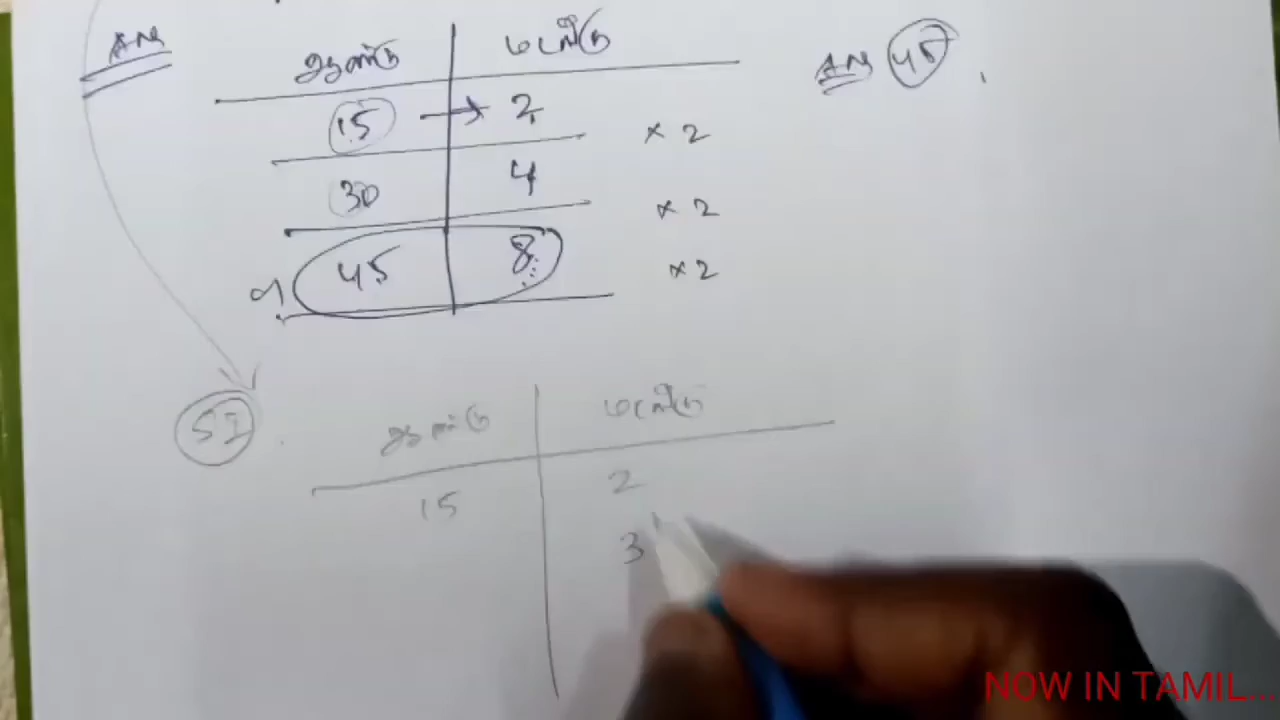 Ans
ஆண்டு மடங்கு
Ans 45
15 → 2 × 2
30 4 × 2
45 8 × 2
SI
ஆண்டு மடங்கு
15 2
3
NOW IN TAMIL...